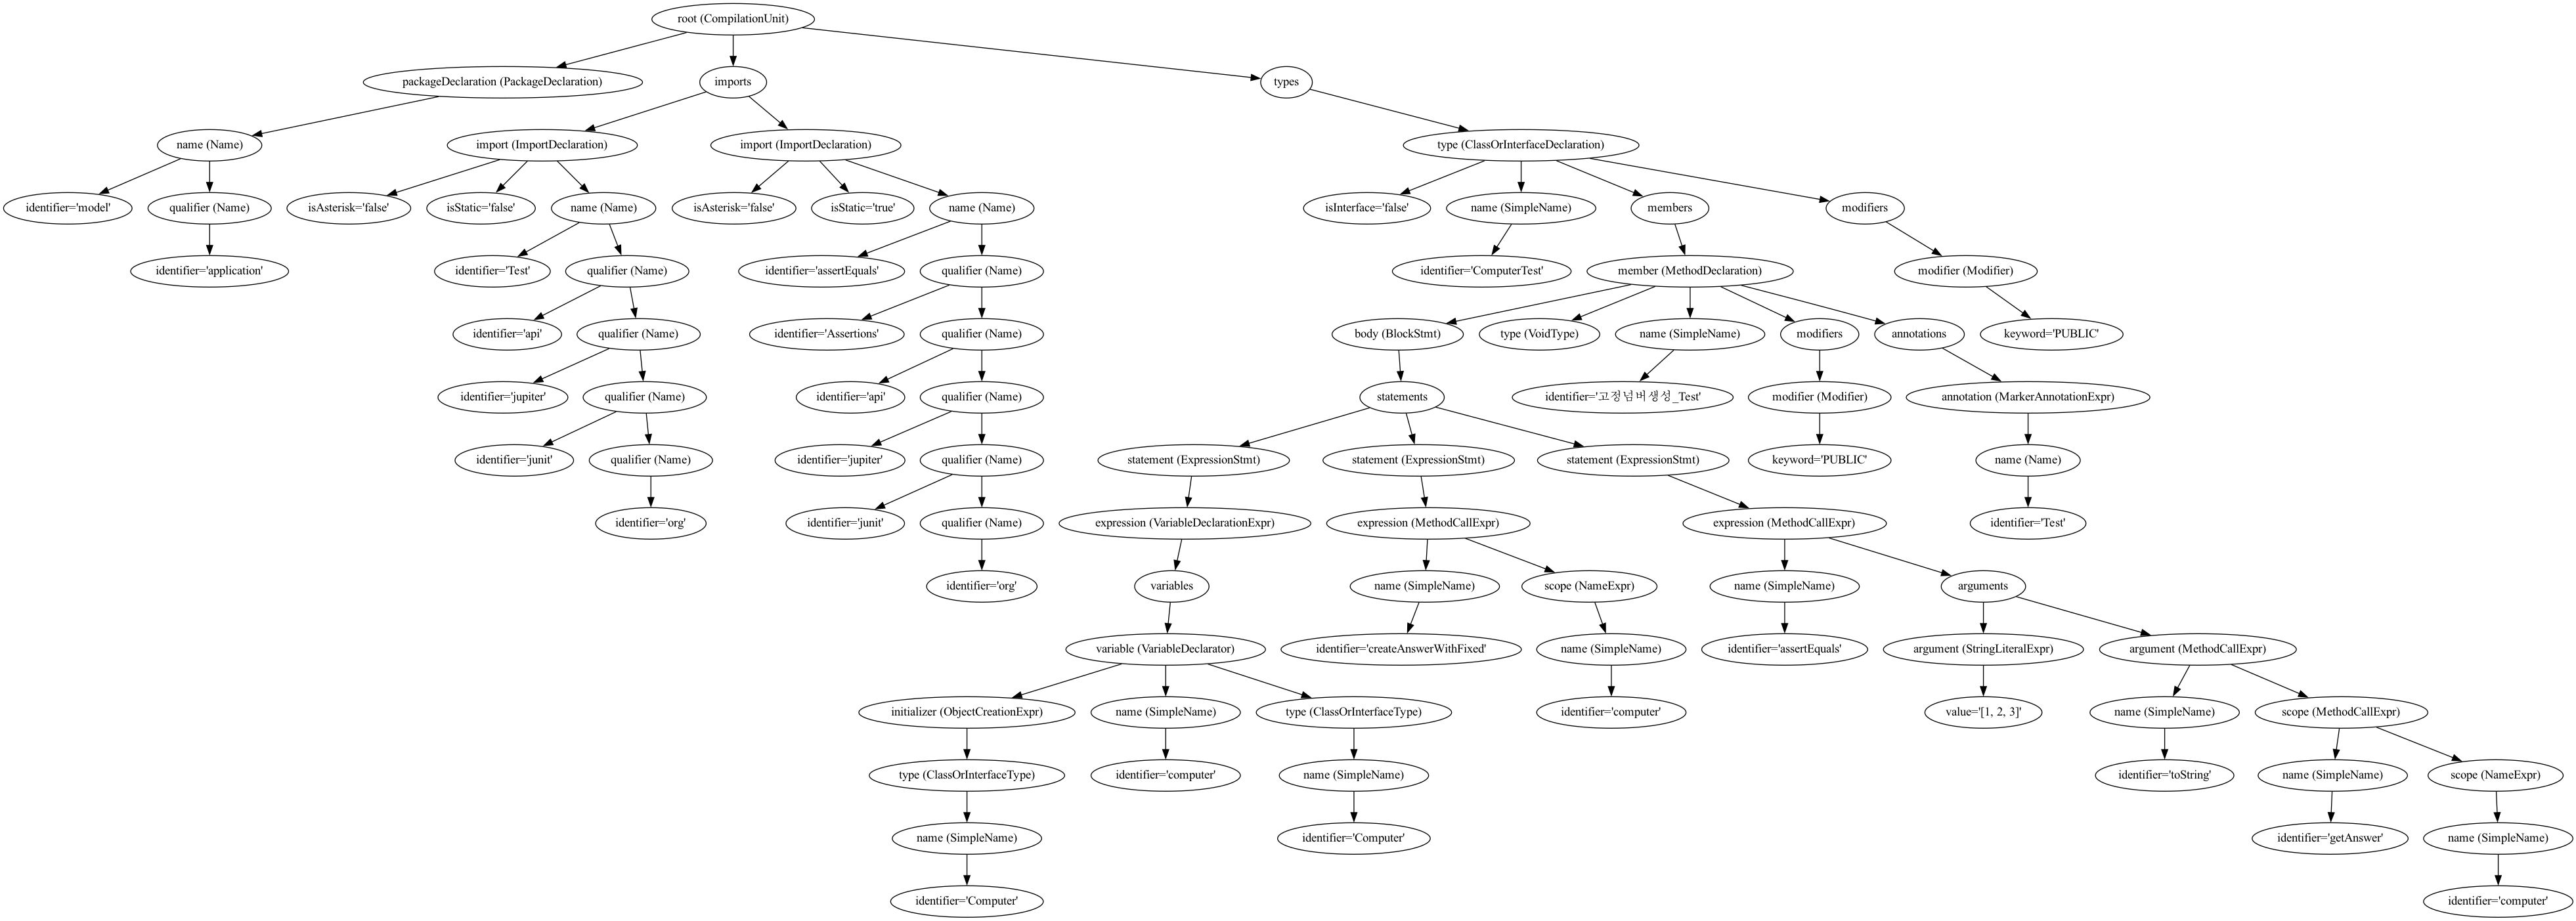 root (CompilationUnit)
packageDeclaration (PackageDeclaration)
imports
types
name (Name)
import (ImportDeclaration)
import (ImportDeclaration)
type (ClassOrInterfaceDeclaration)
identifier='model'
qualifier (Name)
isAsterisk='false'
isStatic='false'
name (Name)
isAsterisk='false'
isStatic='true'
name (Name)
isInterface='false'
name (SimpleName)
members
modifiers
identifier='application'
identifier='Test'
qualifier (Name)
identifier='assertEquals'
qualifier (Name)
identifier='ComputerTest'
member (MethodDeclaration)
modifier (Modifier)
identifier='api'
qualifier (Name)
identifier='Assertions'
qualifier (Name)
body (BlockStmt)
type (VoidType)
name (SimpleName)
modifiers
annotations
keyword='PUBLIC'
identifier='jupiter'
qualifier (Name)
identifier='api'
qualifier (Name)
statements
identifier='고정넘버생성_Test'
modifier (Modifier)
annotation (MarkerAnnotationExpr)
identifier='junit'
qualifier (Name)
identifier='jupiter'
qualifier (Name)
statement (ExpressionStmt)
statement (ExpressionStmt)
statement (ExpressionStmt)
keyword='PUBLIC'
name (Name)
identifier='org'
identifier='junit'
qualifier (Name)
expression (VariableDeclarationExpr)
expression (MethodCallExpr)
expression (MethodCallExpr)
identifier='Test'
identifier='org'
variables
name (SimpleName)
scope (NameExpr)
name (SimpleName)
arguments
variable (VariableDeclarator)
identifier='createAnswerWithFixed'
name (SimpleName)
identifier='assertEquals'
argument (StringLiteralExpr)
argument (MethodCallExpr)
initializer (ObjectCreationExpr)
name (SimpleName)
type (ClassOrInterfaceType)
identifier='computer'
value='[1, 2, 3]'
name (SimpleName)
scope (MethodCallExpr)
type (ClassOrInterfaceType)
identifier='computer'
name (SimpleName)
identifier='toString'
name (SimpleName)
scope (NameExpr)
name (SimpleName)
identifier='Computer'
identifier='getAnswer'
name (SimpleName)
identifier='Computer'
identifier='computer'